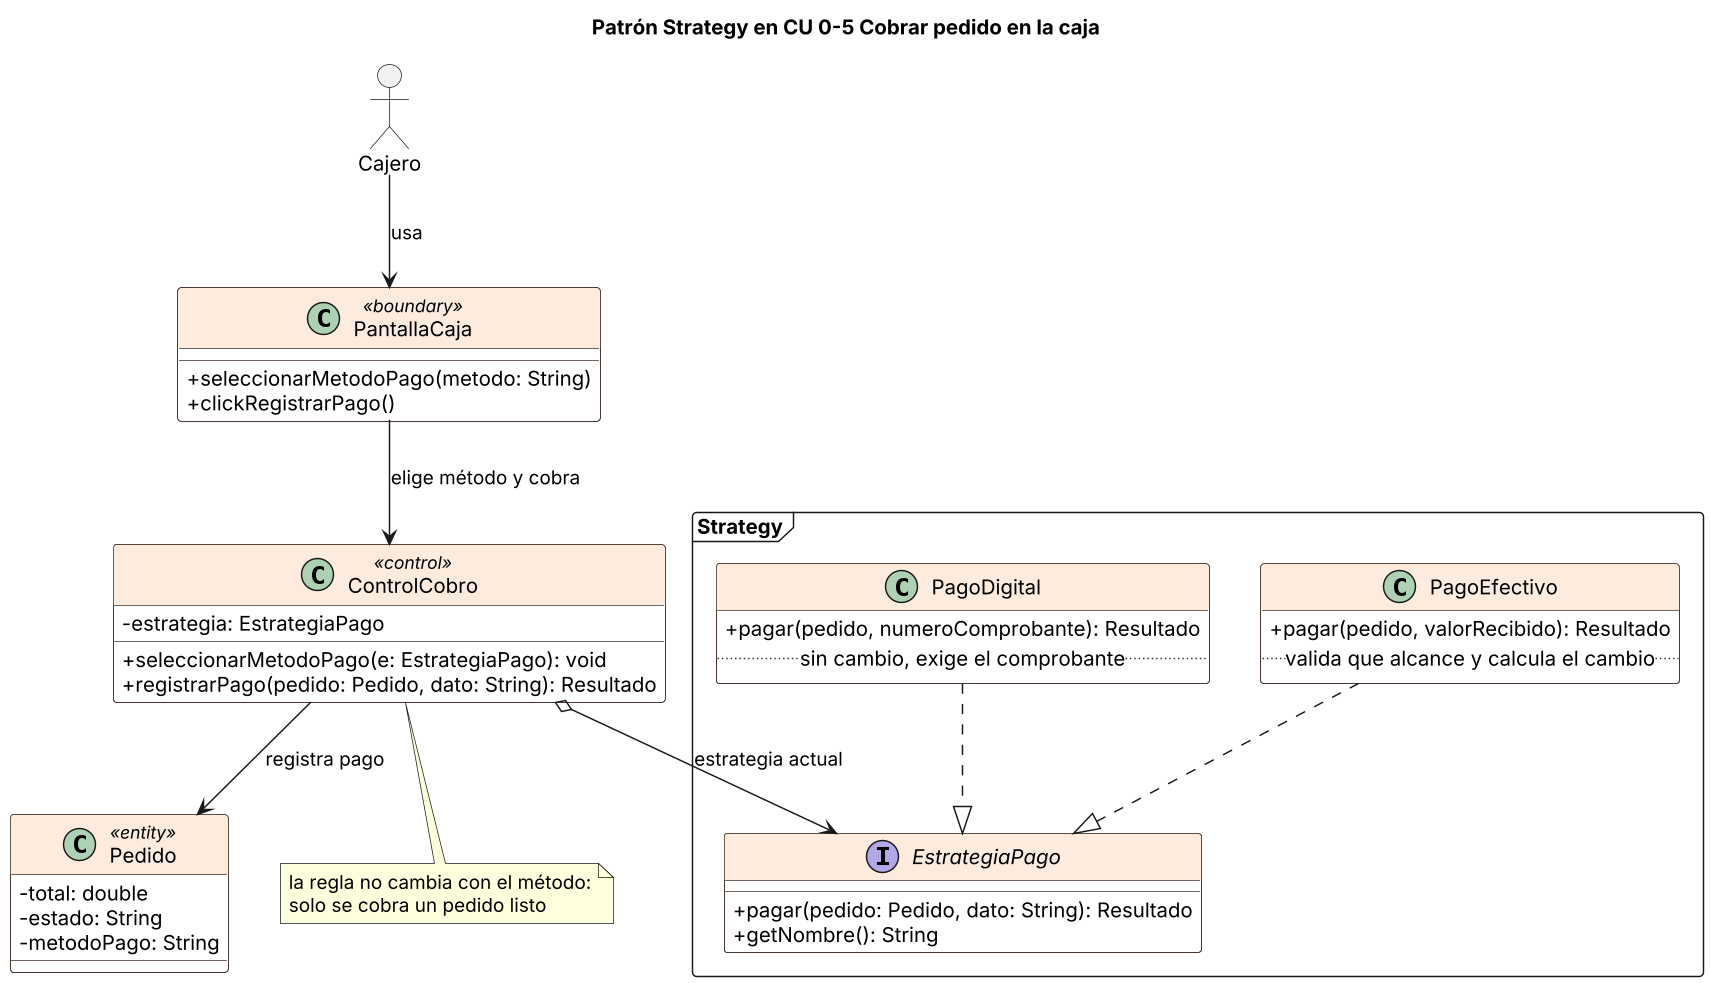 Patrón Strategy en CU 0-5 Cobrar pedido en la caja
Cajero
usa
C
«boundary»
PantallaCaja
+seleccionarMetodoPago(metodo: String)
+clickRegistrarPago()
elige método y cobra
C
«control»
ControlCobro
-estrategia: EstrategiaPago
+seleccionarMetodoPago(e: EstrategiaPago): void
+registrarPago(pedido: Pedido, dato: String): Resultado
Strategy
C PagoDigital
+pagar(pedido, numeroComprobante): Resultado
sin cambio, exige el comprobante
C PagoEfectivo
+pagar(pedido, valorRecibido): Resultado
valida que alcance y calcula el cambio
registra pago
estrategia actual
C
«entity»
Pedido
-total: double
-estado: String
-metodoPago: String
la regla no cambia con el método:
solo se cobra un pedido listo
I EstrategiaPago
+pagar(pedido: Pedido, dato: String): Resultado
+getNombre(): String